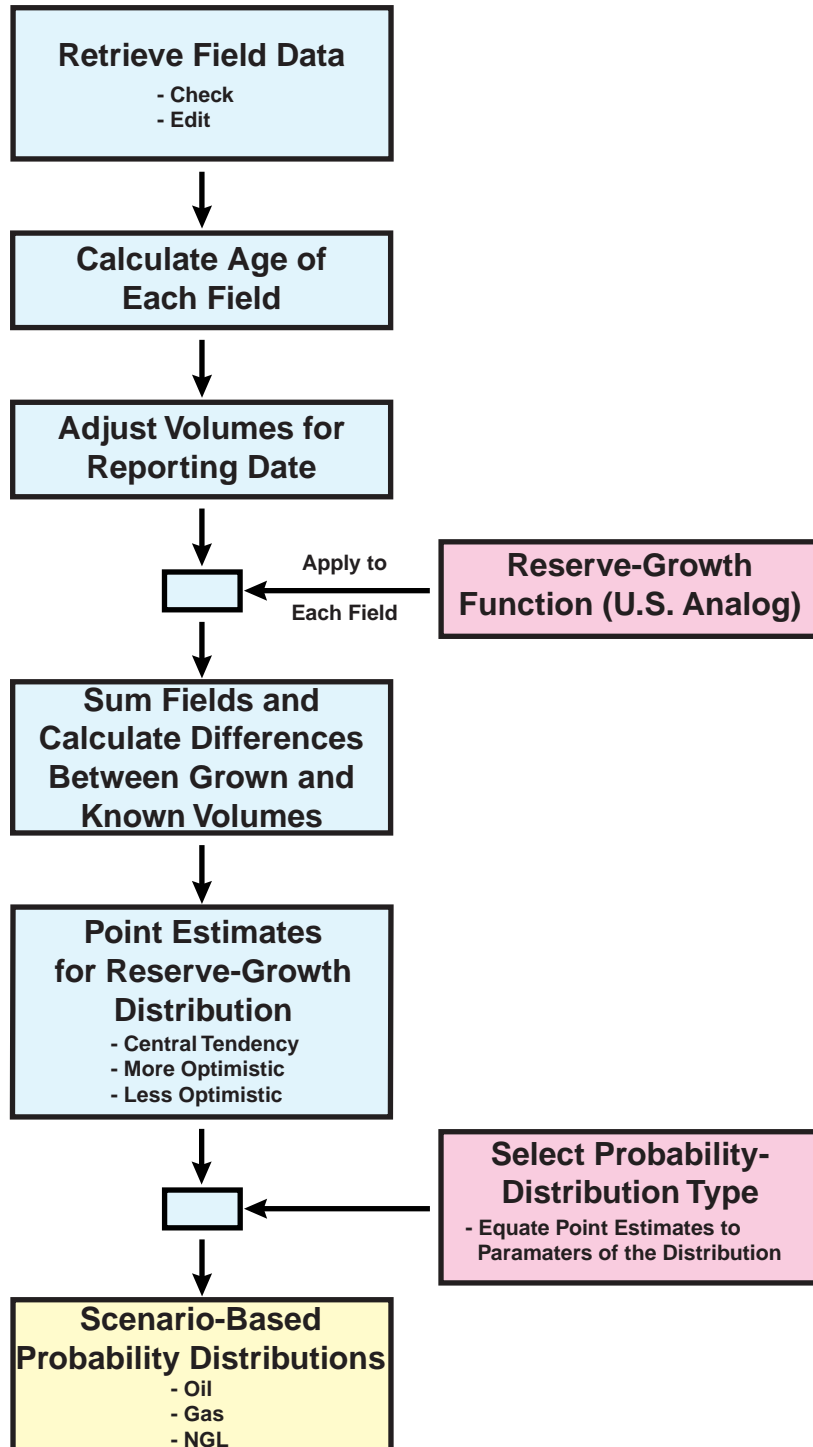 Retrieve Field Data
- Check
- Edit
Calculate Age of
Each Field
Adjust Volumes for
Reporting Date
Apply to
Each Field
Reserve-Growth
Function (U.S. Analog)
Sum Fields and
Calculate Differences
Between Grown and
Known Volumes
Point Estimates
for Reserve-Growth
Distribution
- Central Tendency
- More Optimistic
- Less Optimistic
Select Probability-
Distribution Type
- Equate Point Estimates to
Paramaters of the Distribution
Scenario-Based
Probability Distributions
- Oil
- Gas
- NGL